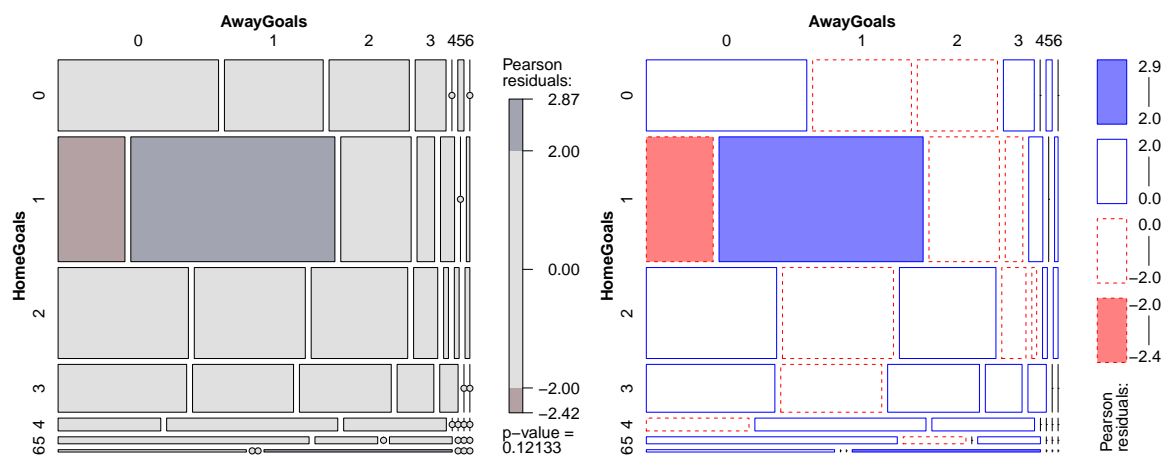 AwayGoals
0 1 2 3 456
HomeGoals
0
1
2
3
4
65
Pearson
residuals:
2.87
2.00
0.00
−2.00
−2.42
p−value =
0.12133
AwayGoals
0 1 2 3 456
HomeGoals
0
1
2
3
4
65
2.9
2.0
2.0
0.0
0.0
−2.0
−2.0
−2.4
Pearson
residuals: